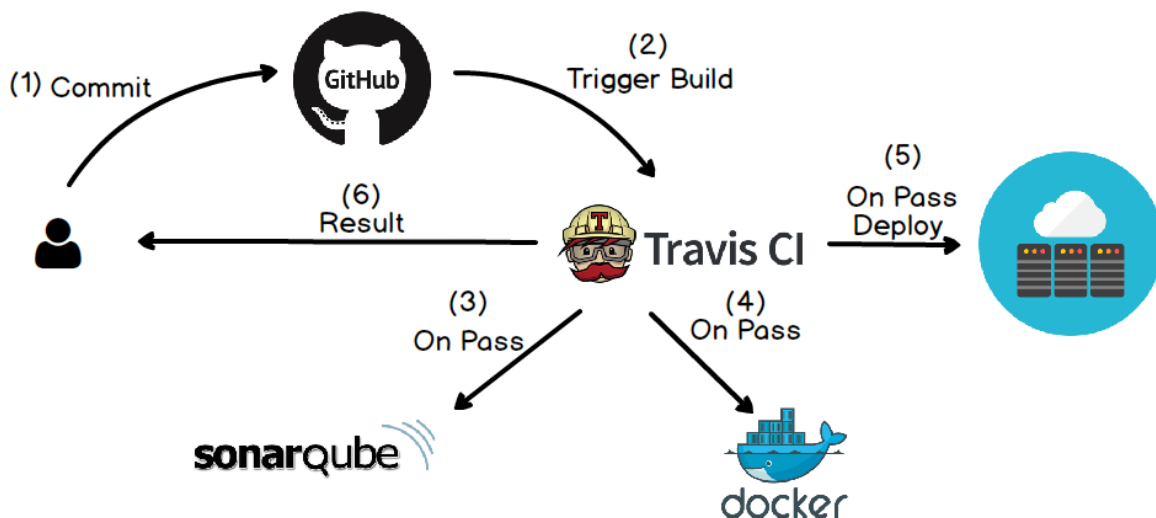 (1) Commit
GitHub
(2)
Trigger Build
(6)
Result
T
Travis CI
(5)
On Pass
Deploy
(3)
On Pass
(4)
On Pass
sonarqube
docker